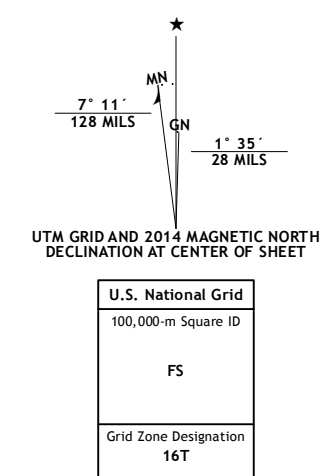 ★
MN
GN
7° 11´
128 MILS
1° 35´
28 MILS
UTM GRID AND 2014 MAGNETIC NORTH
DECLINATION AT CENTER OF SHEET
U.S. National Grid
100,000-m Square ID
FS
Grid Zone Designation
16T